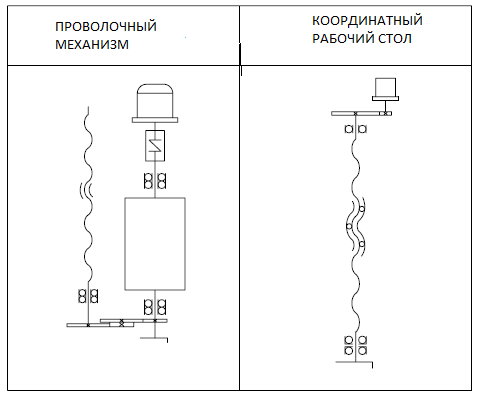 ПРОВОЛОЧНЫЙ
МЕХАНИЗМ
КООРДИНАТНЫЙ
РАБОЧИЙ СТОЛ